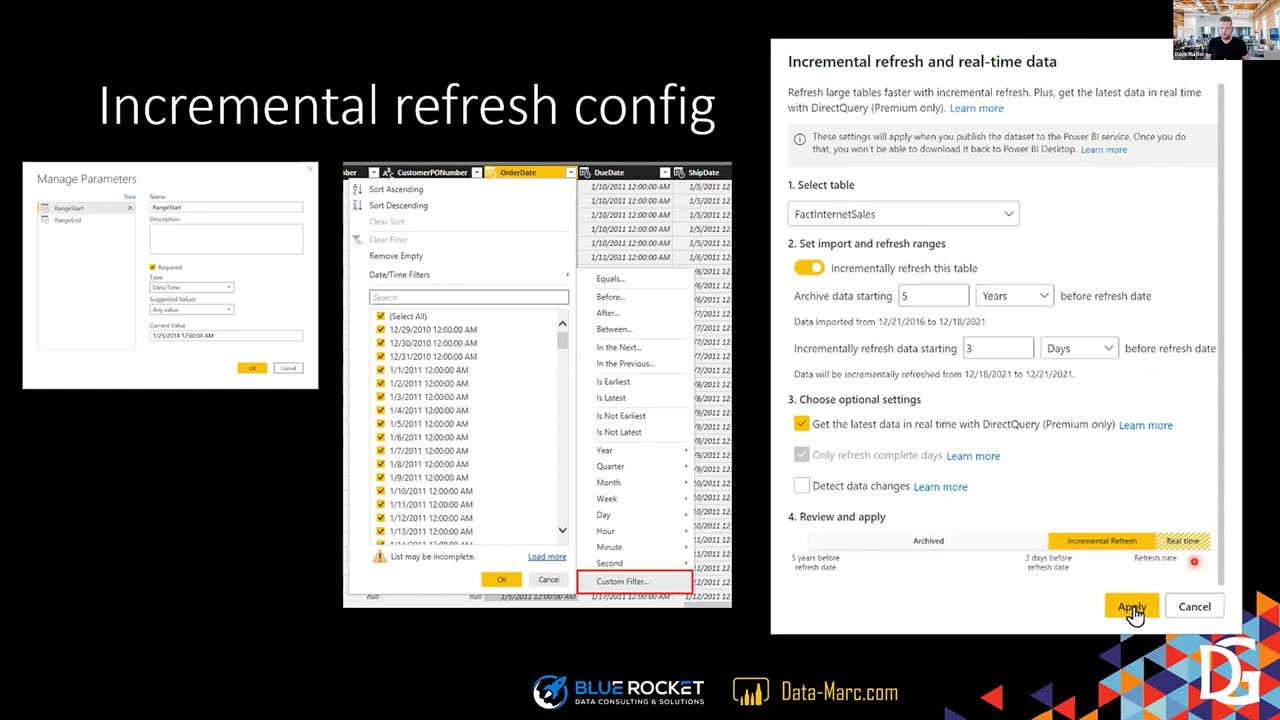 Incremental refresh config
Manage Parameters
New
RangeStart
RangeEnd
Name
RangeStart
Description
Required
Type
Date/Time
Suggested Values
Any value
Current Value
1/25/2014 12:00:00 AM
OK
Cancel
mber
CustomerPONumber
OrderDate
DueDate
ShipDate
Sort Ascending
Sort Descending
Clear Sort
Clear Filter
Remove Empty
Date/Time Filters
Search
(Select All)
12/29/2010 12:00:00 AM
12/30/2010 12:00:00 AM
12/31/2010 12:00:00 AM
1/1/2011 12:00:00 AM
1/2/2011 12:00:00 AM
1/3/2011 12:00:00 AM
1/4/2011 12:00:00 AM
1/5/2011 12:00:00 AM
1/6/2011 12:00:00 AM
1/7/2011 12:00:00 AM
1/8/2011 12:00:00 AM
1/9/2011 12:00:00 AM
1/10/2011 12:00:00 AM
1/11/2011 12:00:00 AM
1/12/2011 12:00:00 AM
1/13/2011 12:00:00 AM
1/14/2011 12:00:00 AM
List may be incomplete.
Load more
OK
Cancel
1/10/2011 12:00:00 AM 1/5/2011 12
1/10/2011 12:00:00 AM 1/5/2011 12
1/10/2011 12:00:00 AM 1/5/2011 12
1/10/2011 12:00:00 AM 1/5/2011 12
1/10/2011 12:00:00 AM 1/5/2011 12
1/11/2011 12:00:00 AM
Equals...
Before...
After...
Between...
In the Next...
In the Previous...
Is Earliest
Is Latest
Is Not Earliest
Is Not Latest
Year
Quarter
Month
Week
Day
Hour
Minute
Second
Custom Filter...
null 1/5/2011 12:00:00 AM 1/17/2011 12:00:00 AM 1/12/2011 12
Incremental refresh and real-time data
Refresh large tables faster with incremental refresh. Plus, get the latest data in real time
with DirectQuery (Premium only). Learn more
These settings will apply when you publish the dataset to the Power BI service. Once you do
that, you won't be able to download it back to Power BI Desktop. Learn more
1. Select table
FactInternetSales
2. Set import and refresh ranges
Incrementally refresh this table
Archive data starting 5 Years before refresh date
Data imported from 12/21/2016 to 12/18/2021.
Incrementally refresh data starting 3 Days before refresh date
Data will be incrementally refreshed from 12/18/2021 to 12/21/2021.
3. Choose optional settings
Get the latest data in real time with DirectQuery (Premium only) Learn more
Only refresh complete days Learn more
Detect data changes Learn more
4. Review and apply
Archived Incremental Refresh Real time
5 years before
refresh date
3 days before
refresh date
Refresh date
Apply
Cancel
BLUE ROCKET
DATA CONSULTING & SOLUTIONS
Data-Marc.com
DG